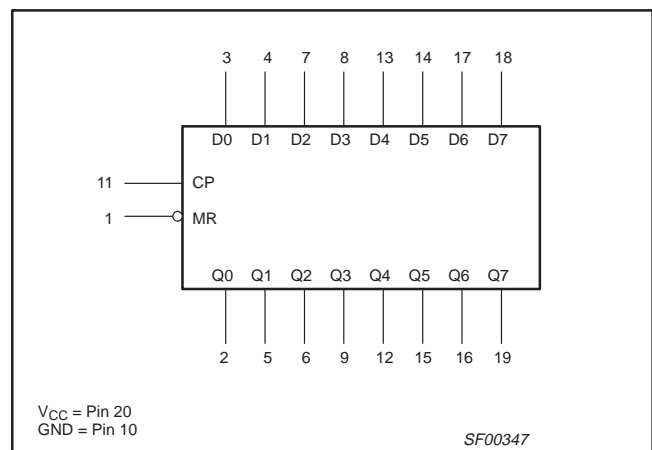 3 4 7 8 13 14 17 18
D0 D1 D2 D3 D4 D5 D6 D7
11 CP
1 MR
Q0 Q1 Q2 Q3 Q4 Q5 Q6 Q7
2 5 6 9 12 15 16 19
VCC = Pin 20
GND = Pin 10
SF00347